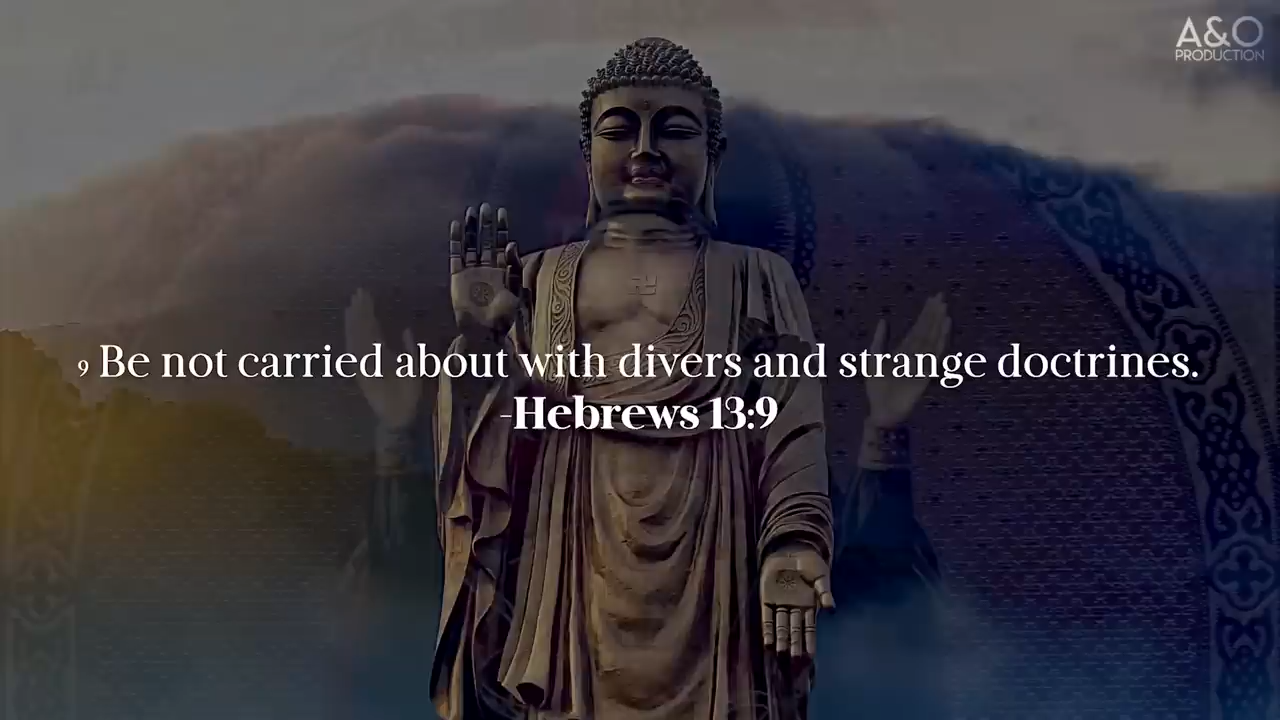 A&O
PRODUCTION
9 Be not carried about with divers and strange doctrines.
-Hebrews 13:9